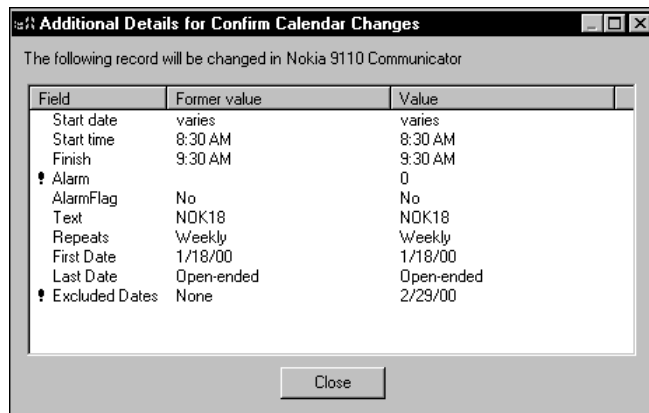 Additional Details for Confirm Calendar Changes
The following record will be changed in Nokia 9110 Communicator
Field Former value Value
Start date varies varies
Start time 8:30 AM 8:30 AM
Finish 9:30 AM 9:30 AM
! Alarm 0
AlarmFlag No No
Text NOK18 NOK18
Repeats Weekly Weekly
First Date 1/18/00 1/18/00
Last Date Open-ended Open-ended
! Excluded Dates None 2/29/00
Close